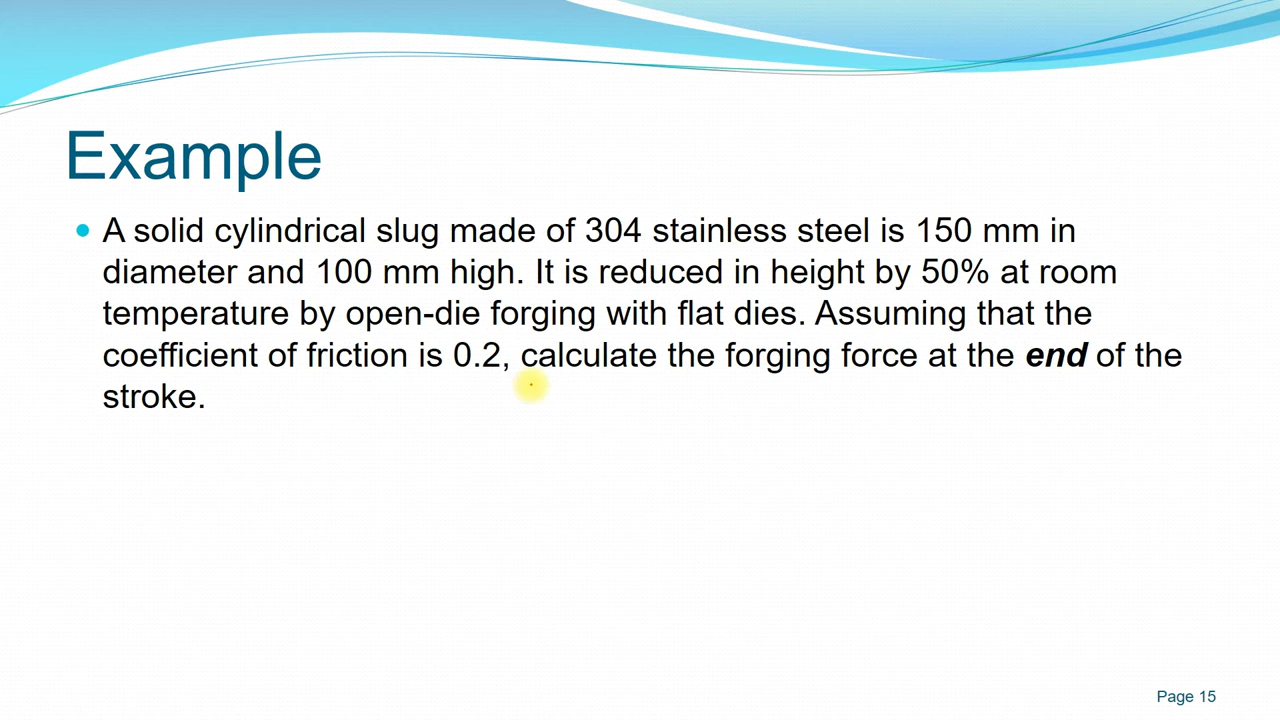 Example
• A solid cylindrical slug made of 304 stainless steel is 150 mm in
diameter and 100 mm high. It is reduced in height by 50% at room
temperature by open-die forging with flat dies. Assuming that the
coefficient of friction is 0.2, calculate the forging force at the end of the
stroke.
Page 15